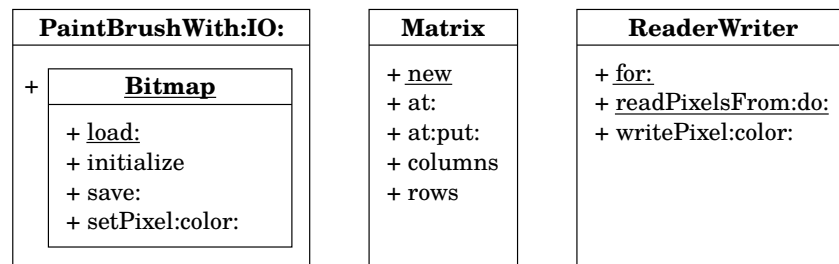 PaintBrushWith:IO:
+ Bitmap
+ load:
+ initialize
+ save:
+ setPixel:color:
Matrix
+ new
+ at:
+ at:put:
+ columns
+ rows
ReaderWriter
+ for:
+ readPixelsFrom:do:
+ writePixel:color: